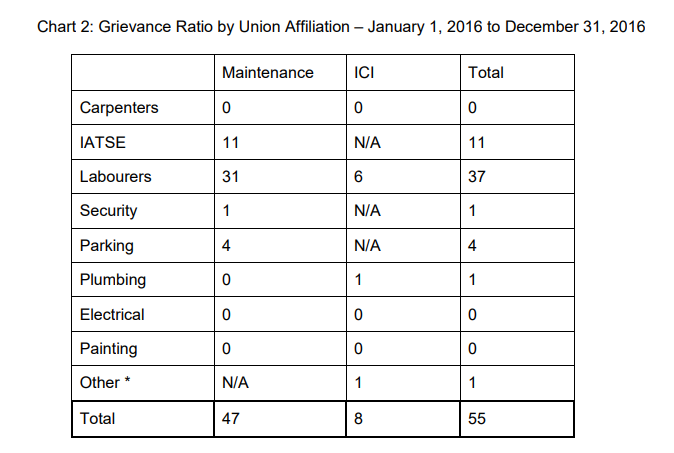 Chart 2: Grievance Ratio by Union Affiliation – January 1, 2016 to December 31, 2016
Maintenance ICI Total
Carpenters 0 0 0
IATSE 11 N/A 11
Labourers 31 6 37
Security 1 N/A 1
Parking 4 N/A 4
Plumbing 0 1 1
Electrical 0 0 0
Painting 0 0 0
Other * N/A 1 1
Total 47 8 55